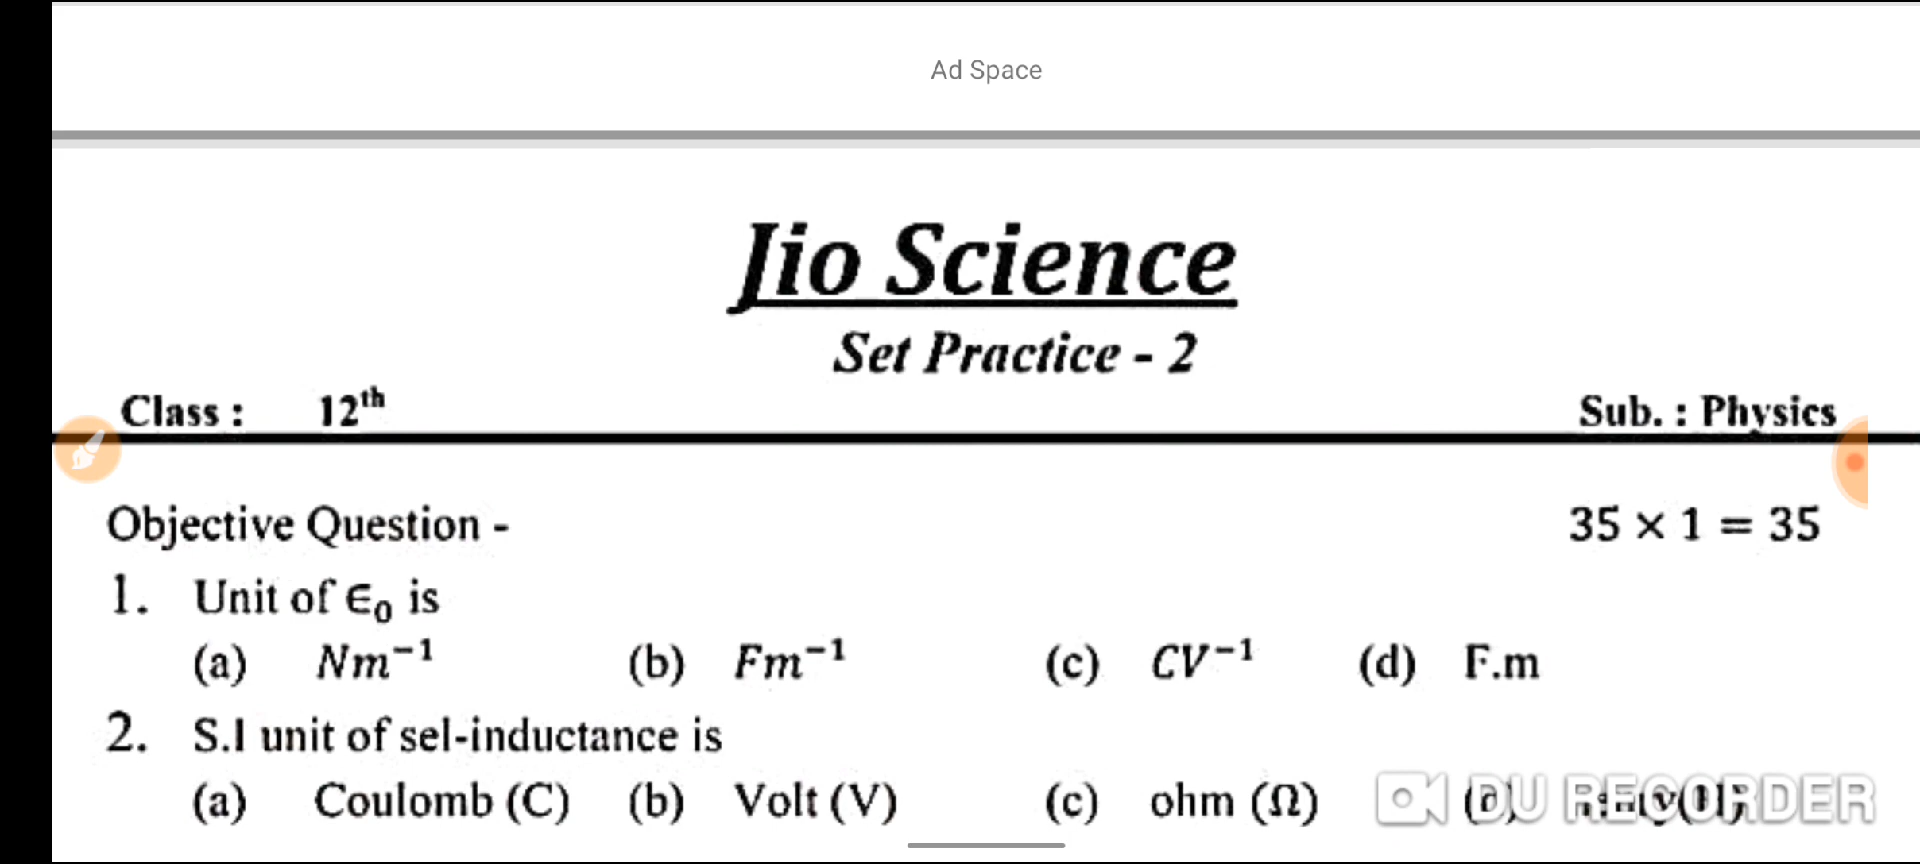 Ad Space
Jio Science
Set Practice - 2
Class : 12th Sub. : Physics
Objective Question - 35 × 1 = 35
1. Unit of ∈₀ is
(a) Nm⁻¹ (b) Fm⁻¹ (c) CV⁻¹ (d) F.m
2. S.I unit of sel-inductance is
(a) Coulomb (C) (b) Volt (V) (c) ohm (Ω)
DU RECORDER